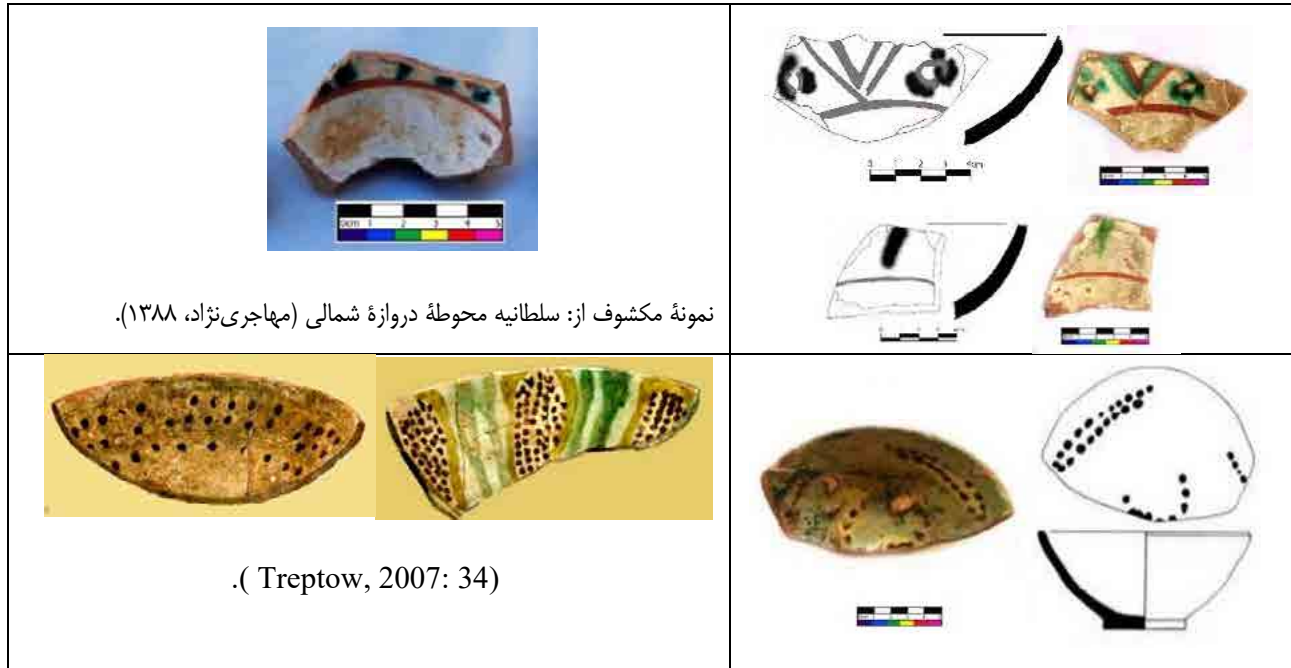 نمونهٔ مکشوف از: سلطانیه محوطهٔ دروازهٔ شمالی (مهاجری‌نژاد، ۱۳۸۸).
.( Treptow, 2007: 34)